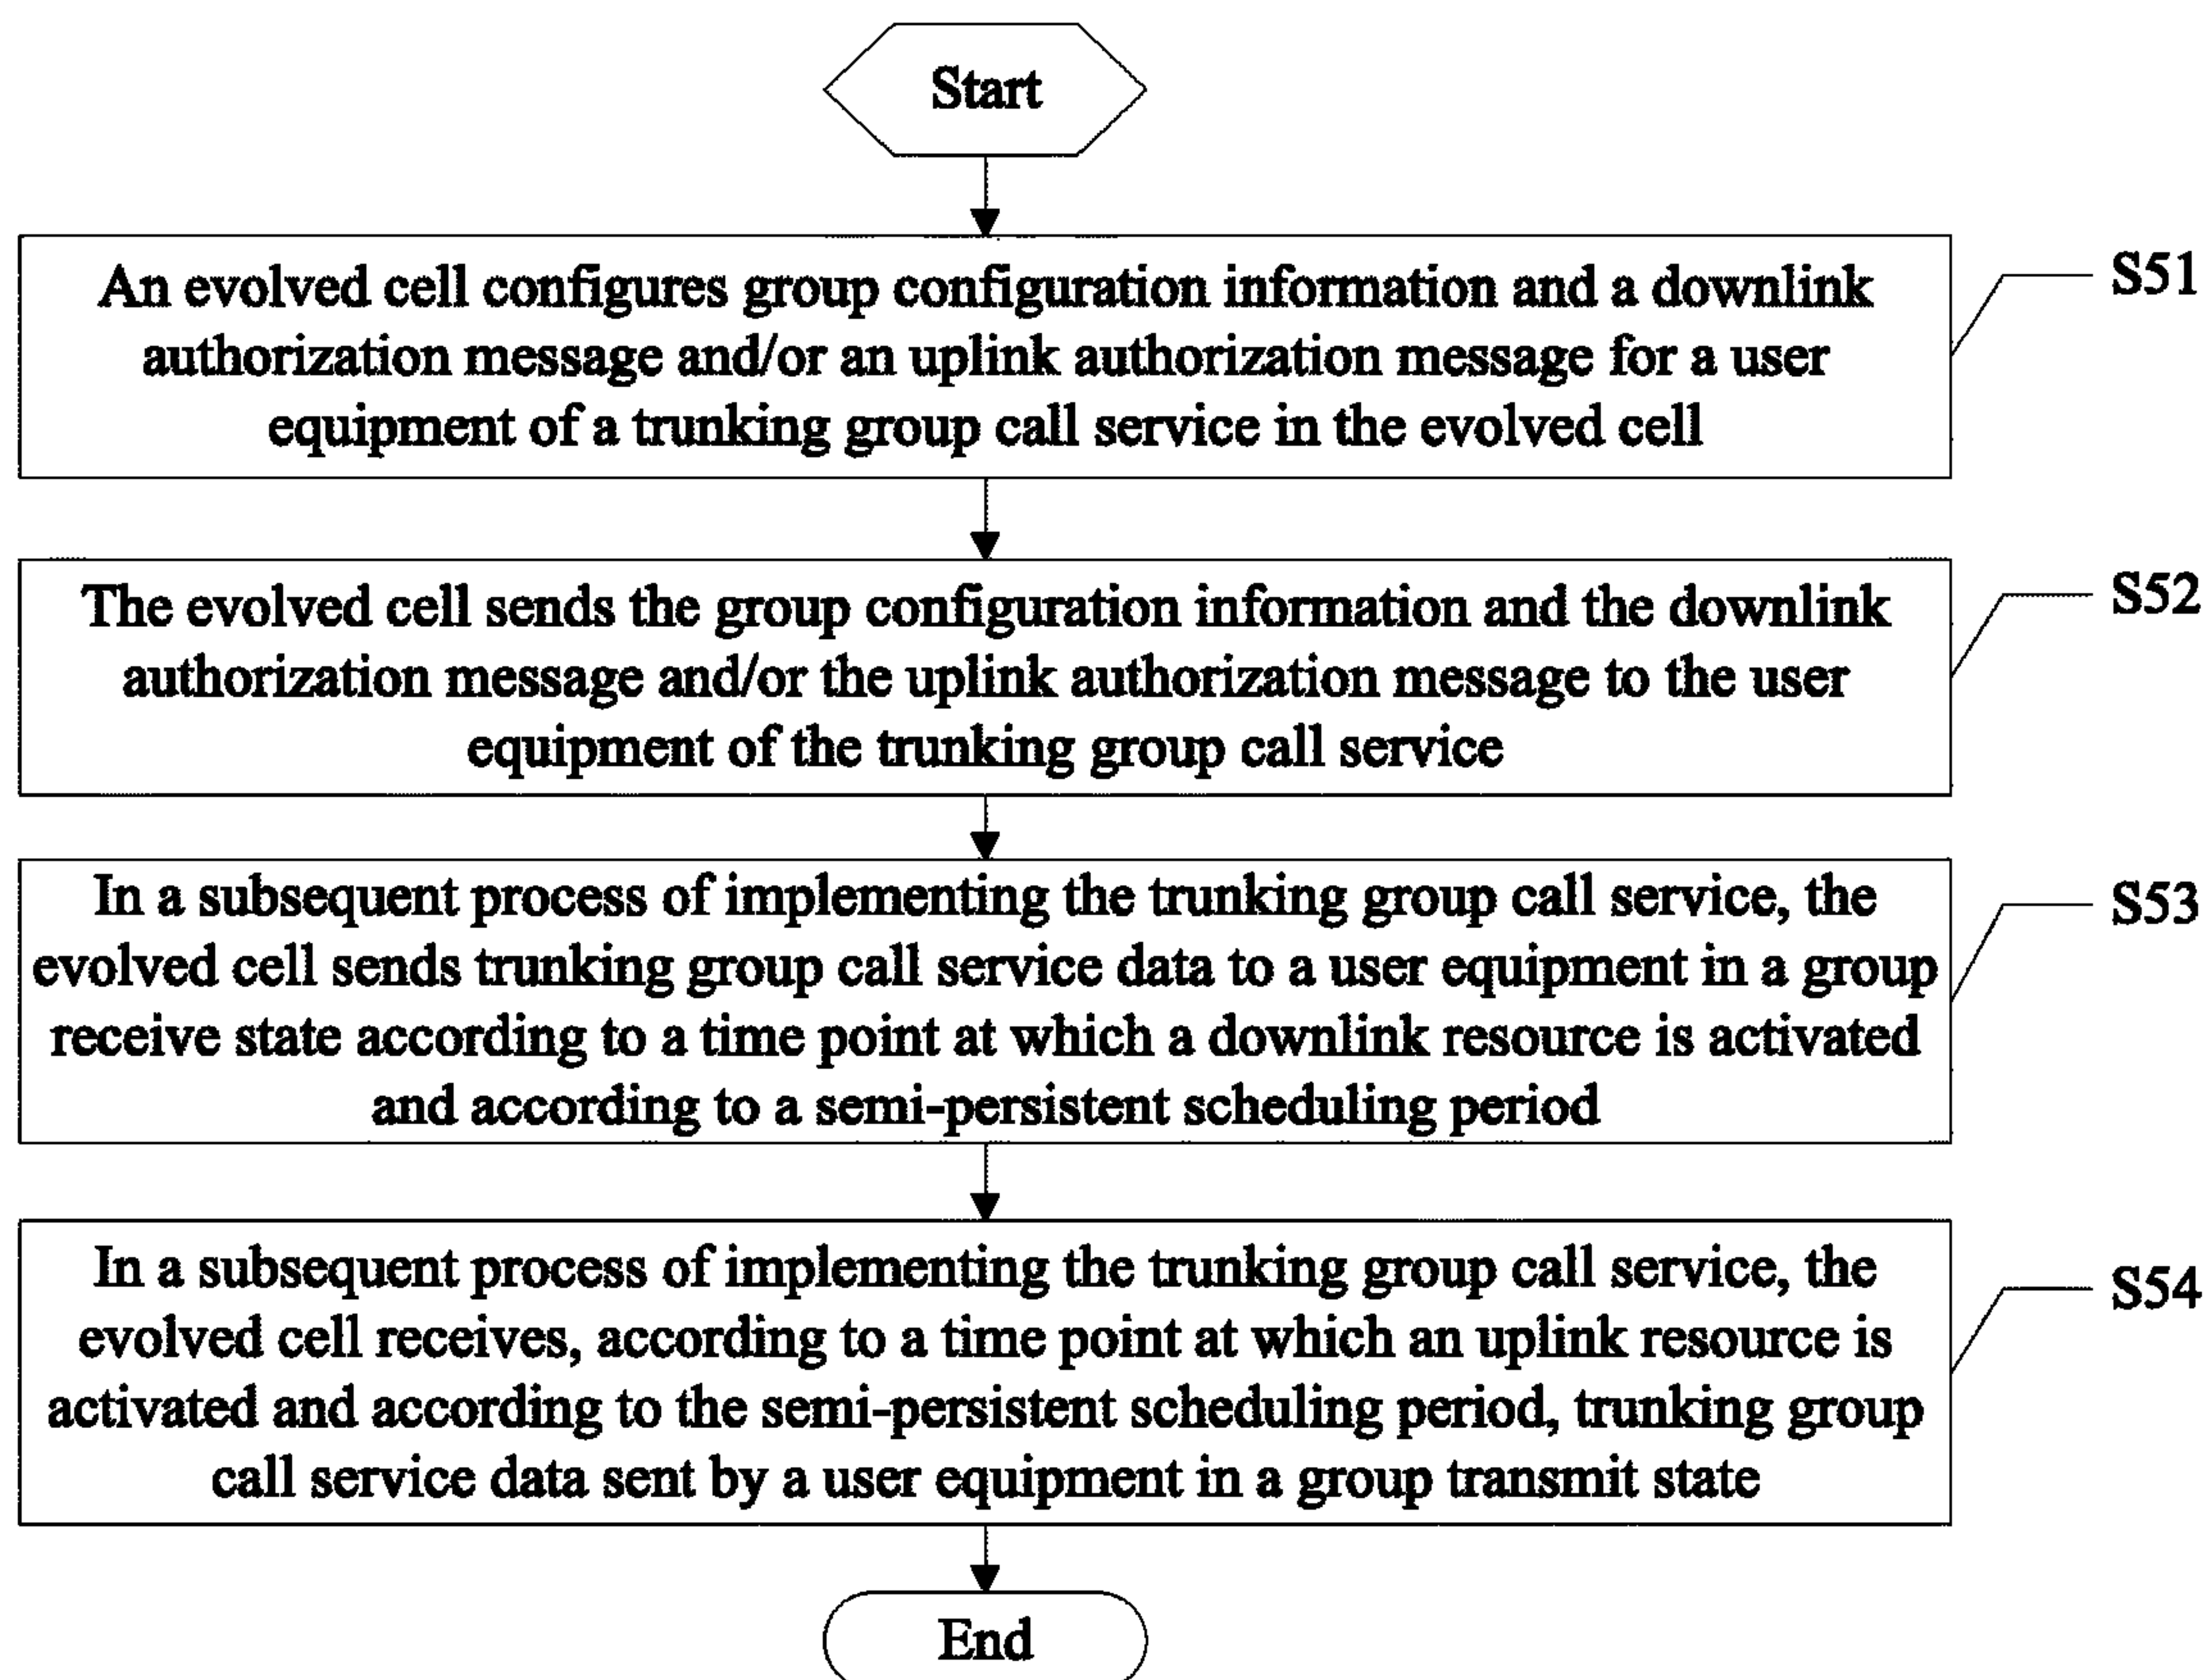 Start
An evolved cell configures group configuration information and a downlink
authorization message and/or an uplink authorization message for a user
equipment of a trunking group call service in the evolved cell
S51
The evolved cell sends the group configuration information and the downlink
authorization message and/or the uplink authorization message to the user
equipment of the trunking group call service
S52
In a subsequent process of implementing the trunking group call service, the
evolved cell sends trunking group call service data to a user equipment in a group
receive state according to a time point at which a downlink resource is activated
and according to a semi-persistent scheduling period
S53
In a subsequent process of implementing the trunking group call service, the
evolved cell receives, according to a time point at which an uplink resource is
activated and according to the semi-persistent scheduling period, trunking group
call service data sent by a user equipment in a group transmit state
S54
End